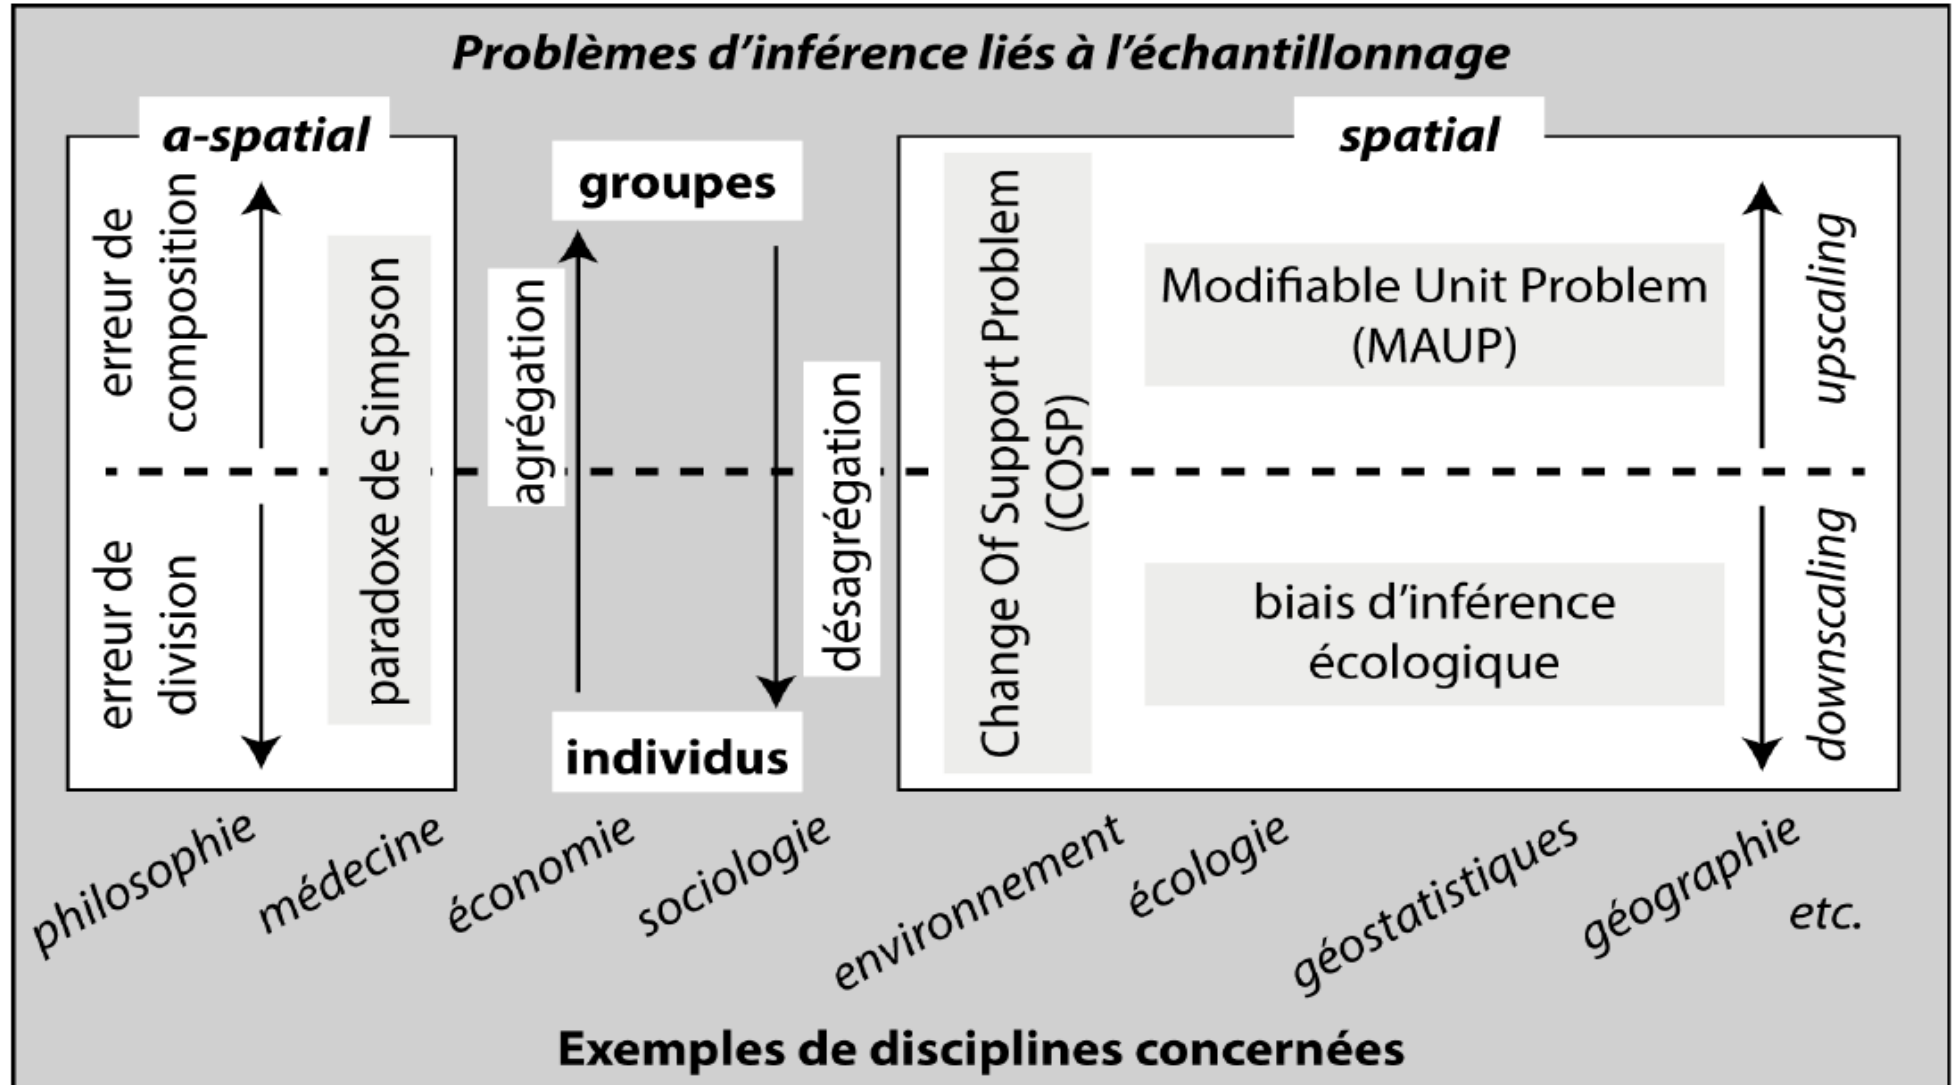 Problèmes d’inférence liés à l’échantillonnage
a-spatial
erreur de
composition
erreur de
division
paradoxe de Simpson
groupes
agrégation
désagrégation
individus
spatial
Change Of Support Problem
(COSP)
Modifiable Unit Problem
(MAUP)
biais d’inférence
écologique
upscaling
downscaling
philosophie
médecine
économie
sociologie
environnement
écologie
géostatistiques
géographie
etc.
Exemples de disciplines concernées